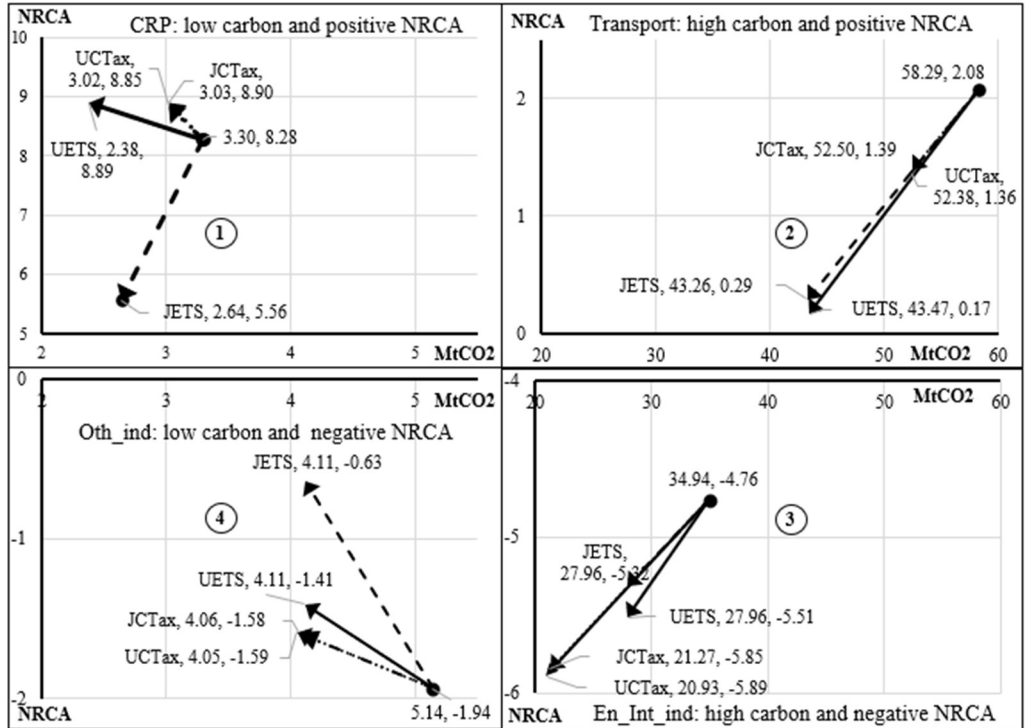 NRCA
CRP: low carbon and positive NRCA
10
UCTax,
3.02, 8.85
JCTax,
3.03, 8.90
9
3.30, 8.28
8
UETS, 2.38,
8.89
7
1
6
JETS, 2.64, 5.56
5
2
3
4
5
MtCO2
NRCA
Transport: high carbon and positive NRCA
58.29, 2.08
2
JCTax, 52.50, 1.39
UCTax,
52.38, 1.36
1
2
JETS, 43.26, 0.29
UETS, 43.47, 0.17
0
20
30
40
50
MtCO2
60
0
2
3
4
5
MtCO2
Oth_ind: low carbon and negative NRCA
JETS, 4.11, -0.63
4
-1
UETS, 4.11, -1.41
JCTax, 4.06, -1.58
UCTax, 4.05, -1.59
-2
NRCA
5.14, -1.94
-4
20
30
40
50
MtCO2
60
34.94, -4.76
3
-5
JETS,
27.96, -5.32
UETS, 27.96, -5.51
JCTax, 21.27, -5.85
UCTax, 20.93, -5.89
-6
NRCA
En_Int_ind: high carbon and negative NRCA